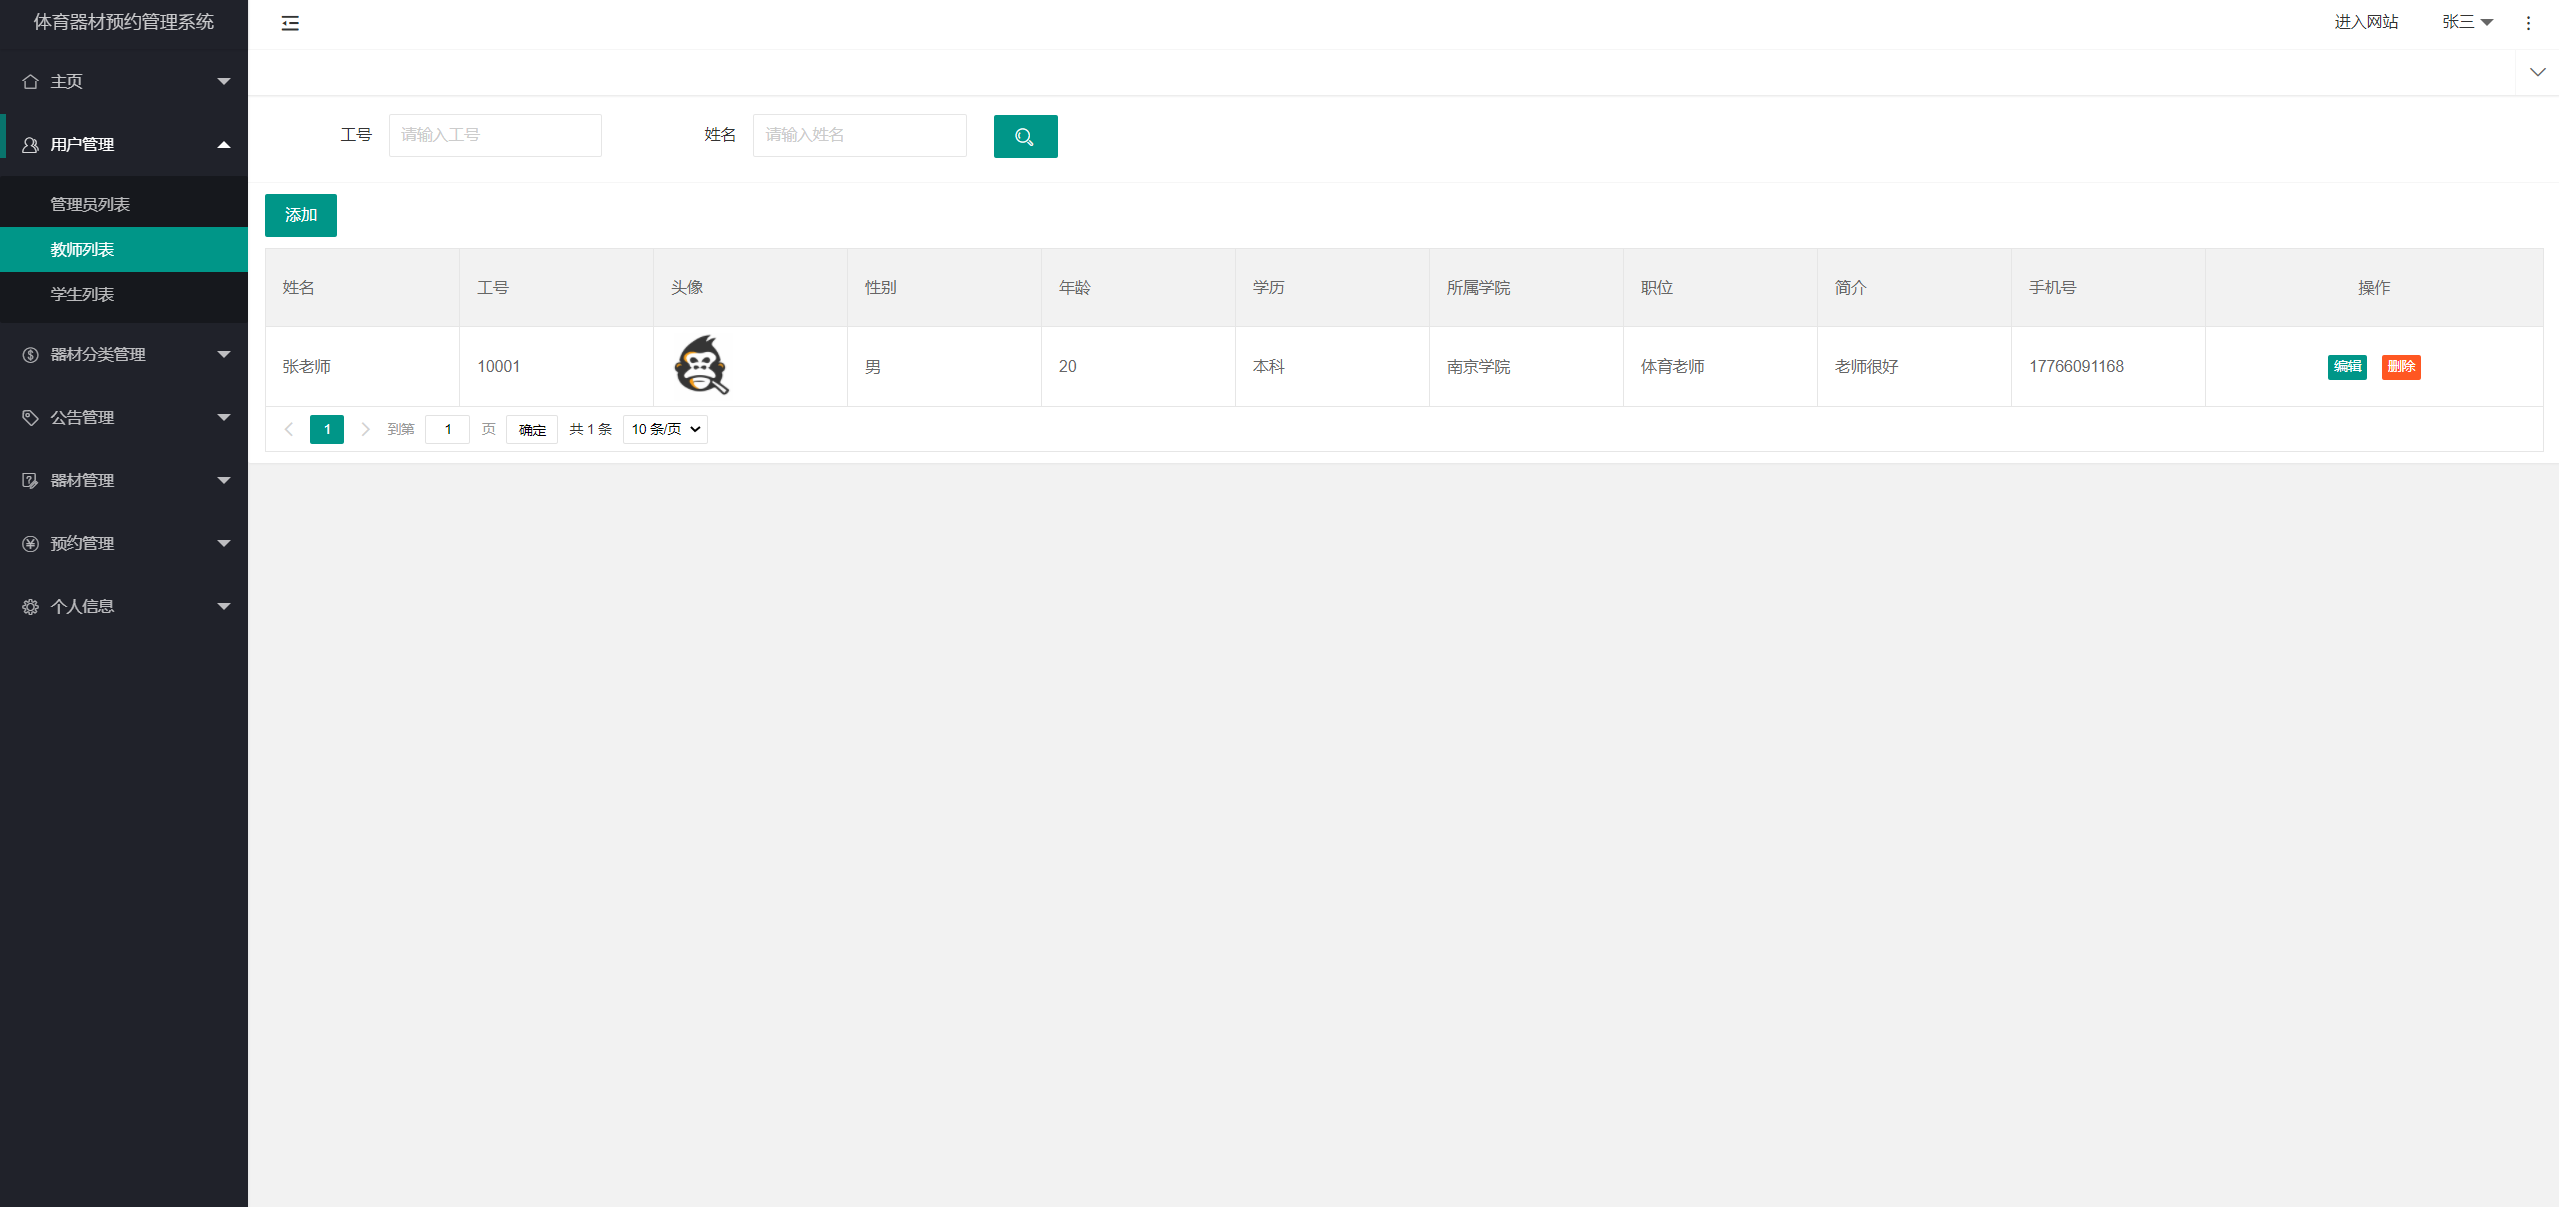 体育器材预约管理系统
进入网站
张三
主页
用户管理
管理员列表
教师列表
学生列表
器材分类管理
公告管理
器材管理
预约管理
个人信息
工号 请输入工号 姓名 请输入姓名
添加
姓名 工号 头像 性别 年龄 学历 所属学院 职位 简介 手机号 操作
张老师 10001 男 20 本科 南京学院 体育老师 老师很好 17766091168 编辑 删除
1 到第 1 页 确定 共 1 条 10 条/页